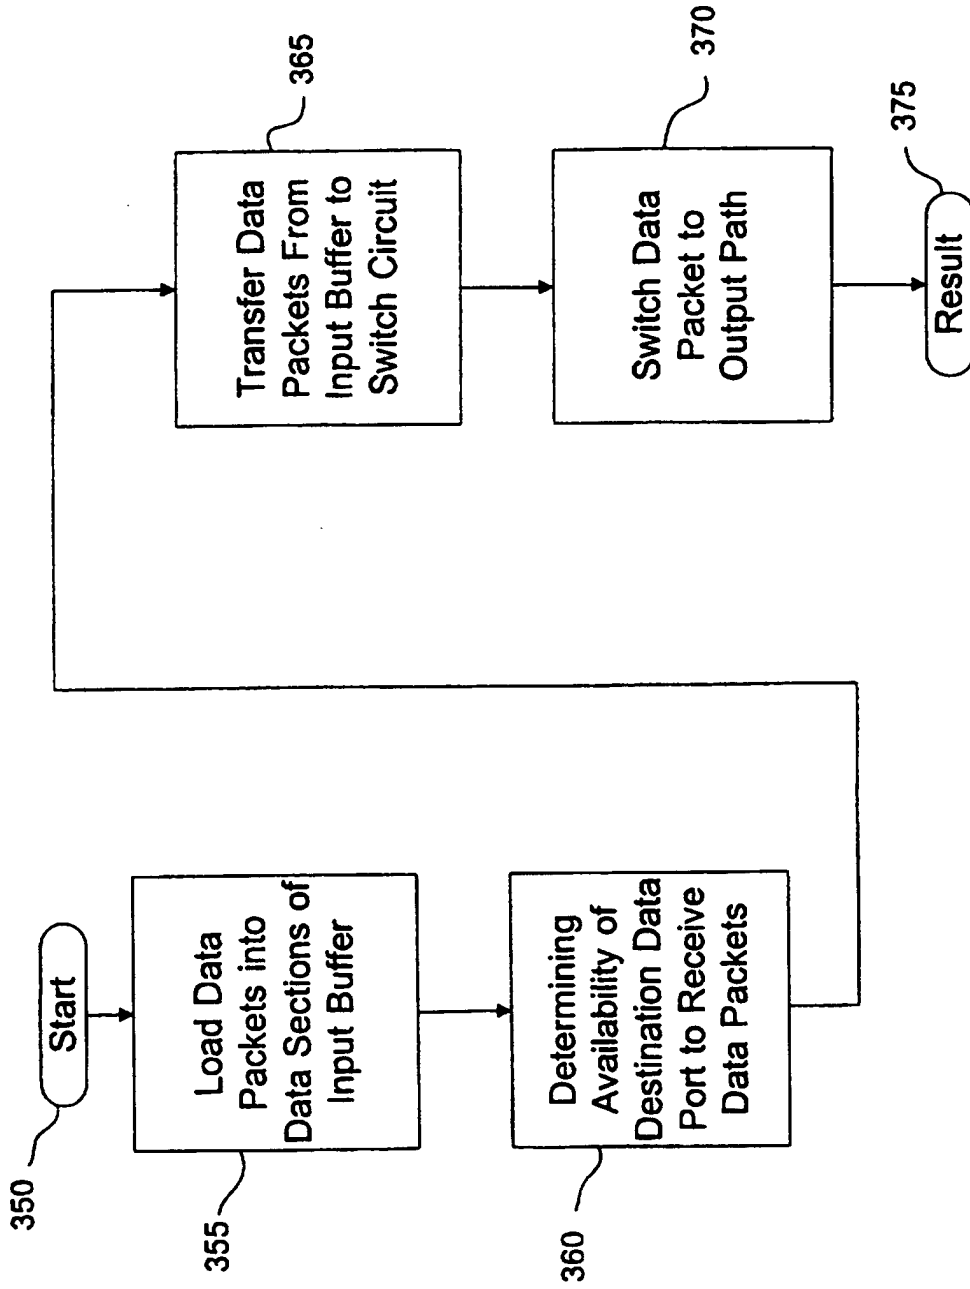 350
Start
355
Load Data
Packets into
Data Sections of
Input Buffer
360
Determining
Availability of
Destination Data
Port to Receive
Data Packets
365
Transfer Data
Packets From
Input Buffer to
Switch Circuit
370
Switch Data
Packet to
Output Path
375
Result